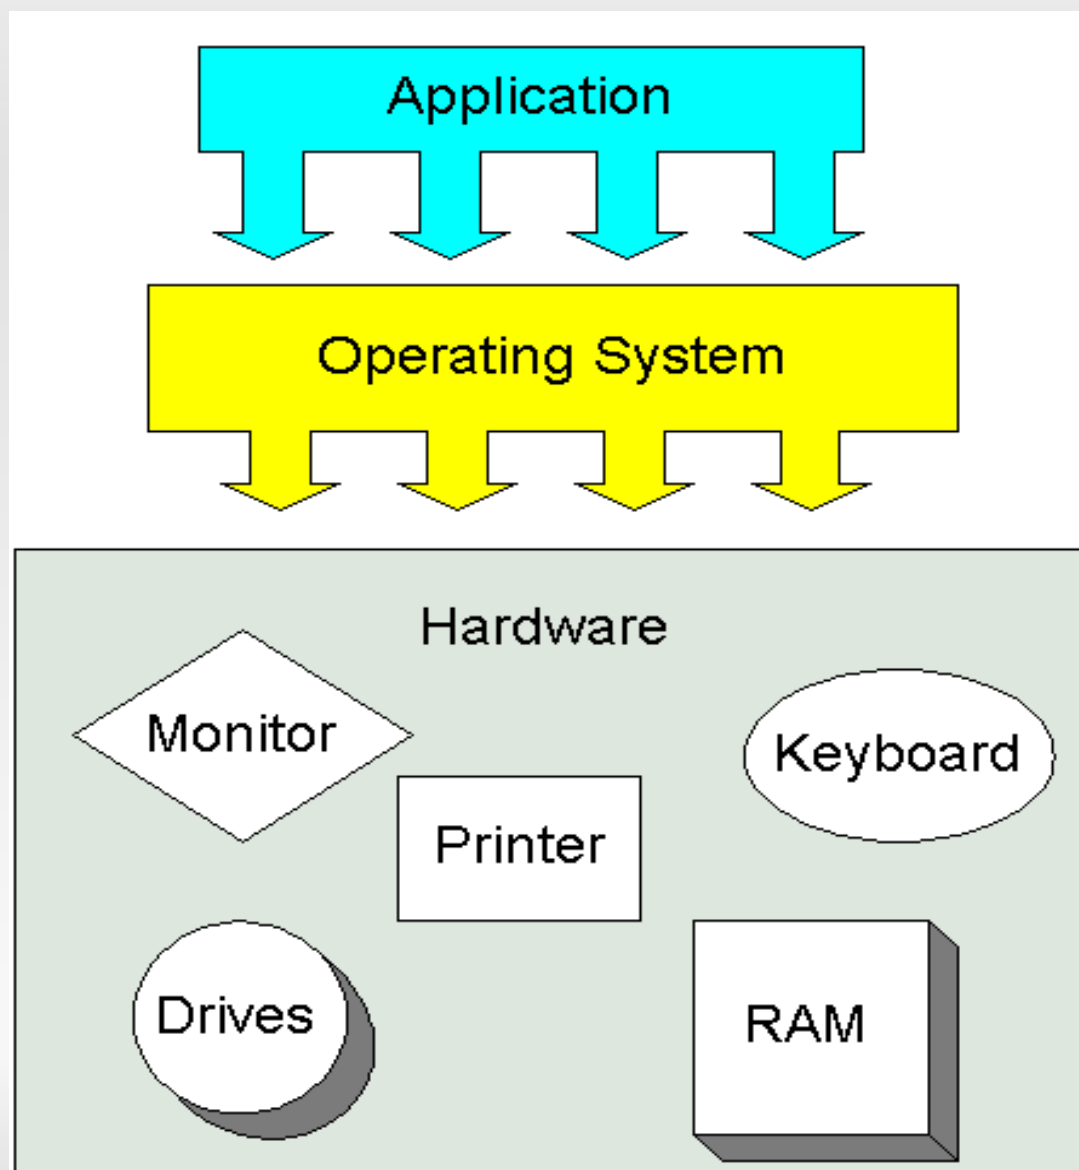 Application
Operating System
Hardware
Monitor
Keyboard
Printer
Drives
RAM